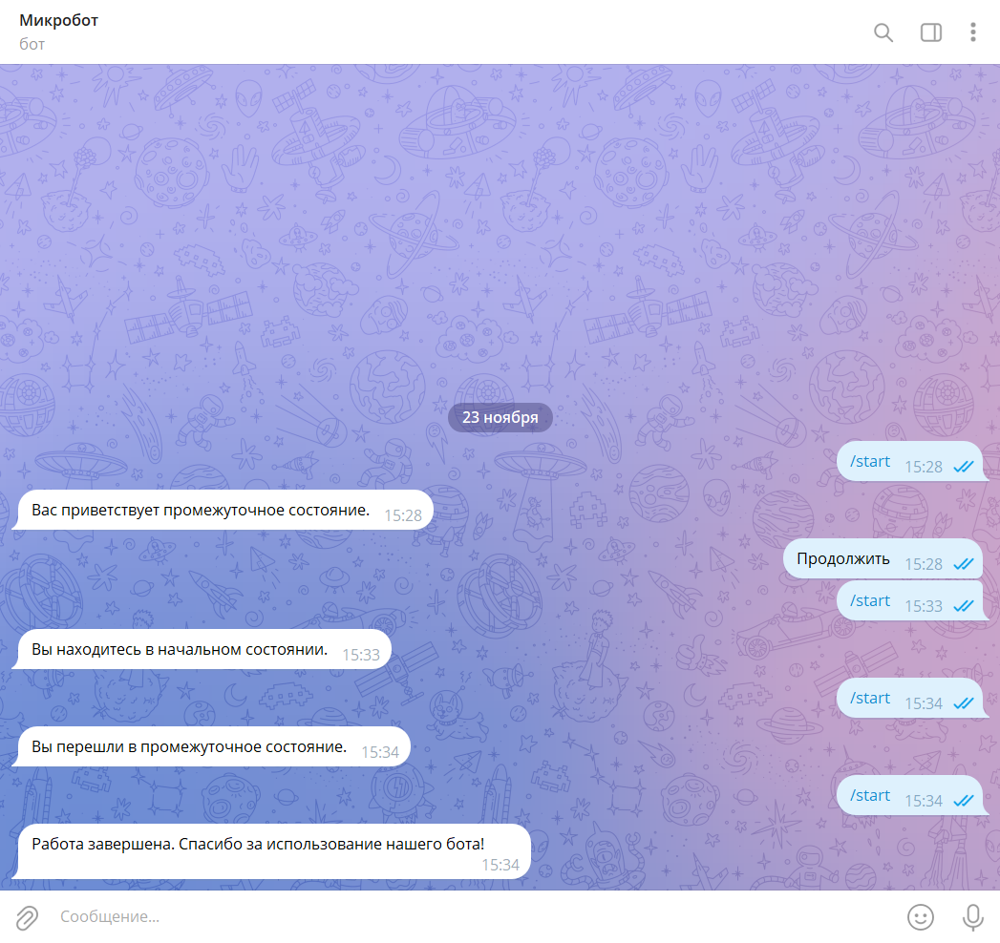 Микробот
бот
23 ноября
/start 15:28
Вас приветствует промежуточное состояние. 15:28
Продолжить 15:28
/start 15:33
Вы находитесь в начальном состоянии. 15:33
/start 15:34
Вы перешли в промежуточное состояние. 15:34
/start 15:34
Работа завершена. Спасибо за использование нашего бота!
15:34
Сообщение...